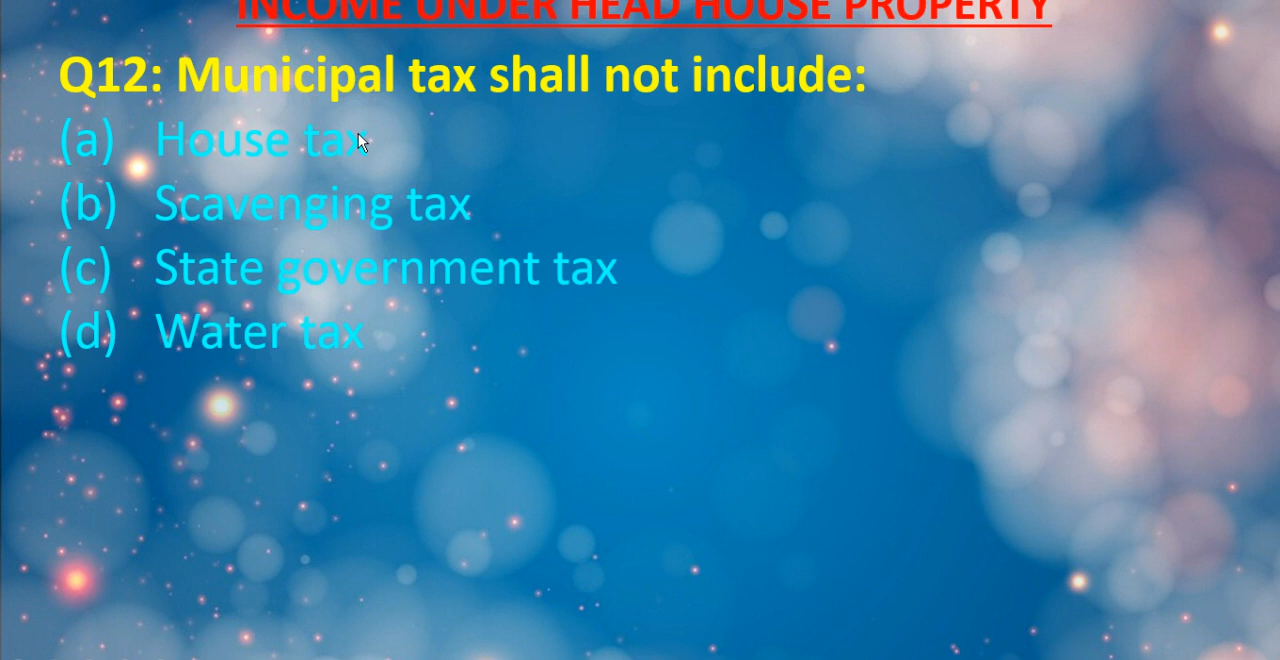 INCOME UNDER HEAD HOUSE PROPERTY
Q12: Municipal tax shall not include:
(a) House tax
(b) Scavenging tax
(c) State government tax
(d) Water tax